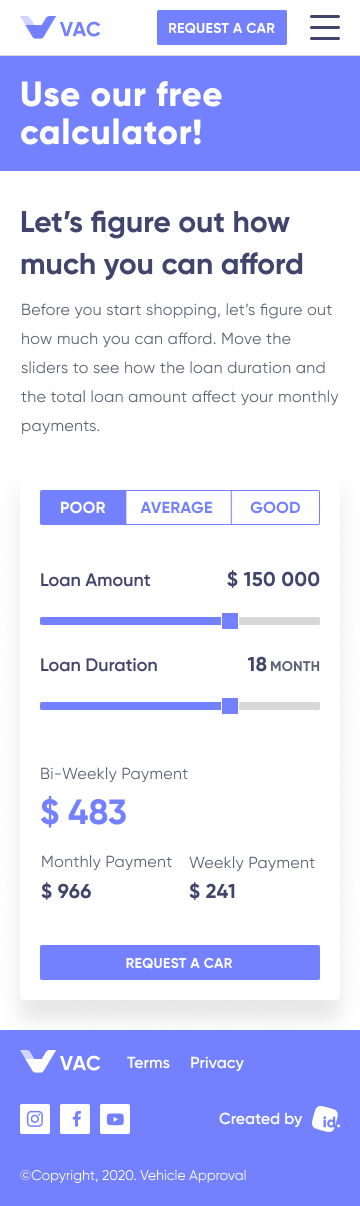 VAC REQUEST A CAR
Use our free
calculator!
Let's figure out how
much you can afford
Before you start shopping, let's figure out
how much you can afford. Move the
sliders to see how the loan duration and
the total loan amount affect your monthly
payments.
POOR AVERAGE GOOD
Loan Amount $ 150 000
Loan Duration 18 MONTH
Bi-Weekly Payment
$ 483
Monthly Payment Weekly Payment
$ 966 $ 241
REQUEST A CAR
VAC Terms Privacy
Created by id.
©Copyright, 2020. Vehicle Approval